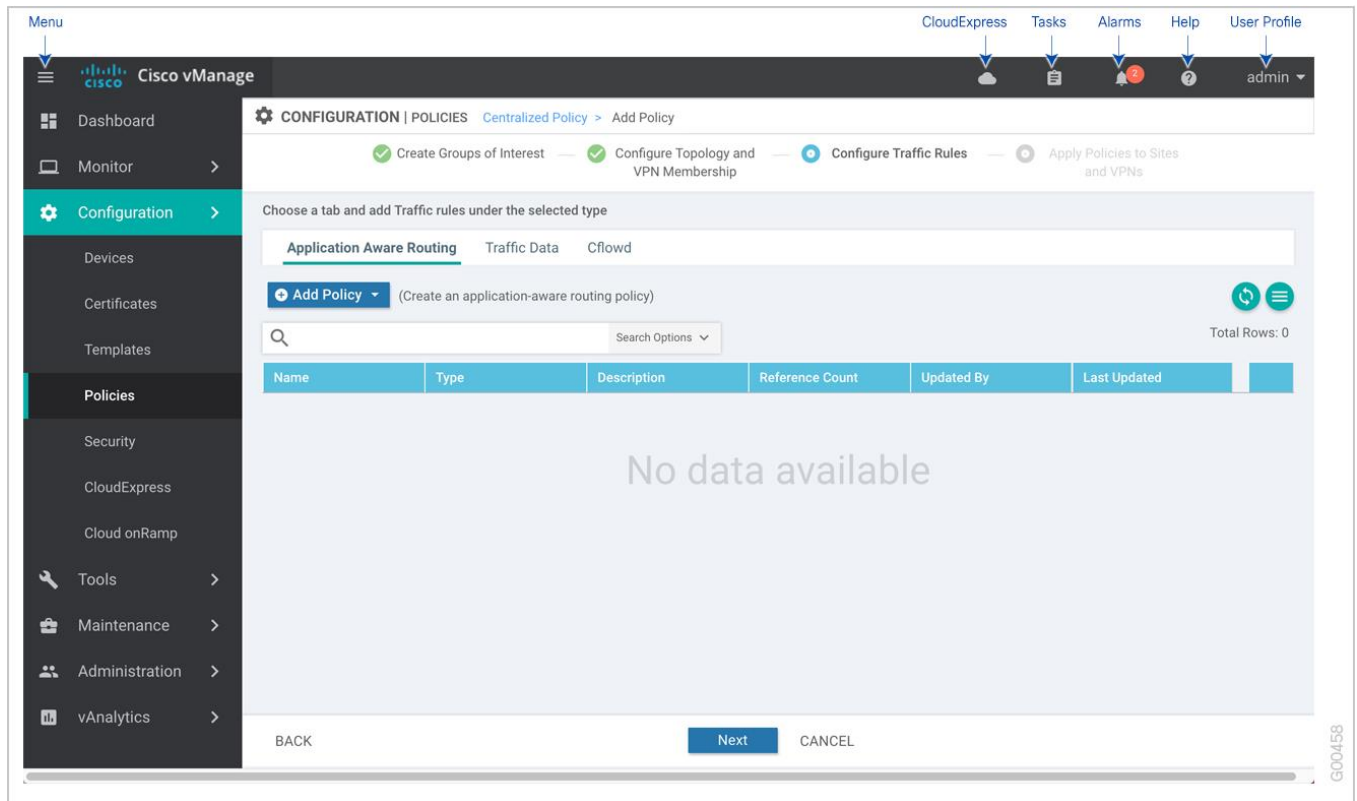 Menu
CloudExpress Tasks Alarms Help User Profile
cisco Cisco vManage
2
admin
Dashboard
Monitor
Configuration
Devices
Certificates
Templates
Policies
Security
CloudExpress
Cloud onRamp
Tools
Maintenance
Administration
vAnalytics
CONFIGURATION | POLICIES Centralized Policy > Add Policy
Create Groups of Interest
Configure Topology and
VPN Membership
Configure Traffic Rules
Apply Policies to Sites
and VPNs
Choose a tab and add Traffic rules under the selected type
Application Aware Routing Traffic Data Cflowd
Add Policy (Create an application-aware routing policy)
Search Options
Total Rows: 0
Name Type Description Reference Count Updated By Last Updated
No data available
BACK Next CANCEL
G00458